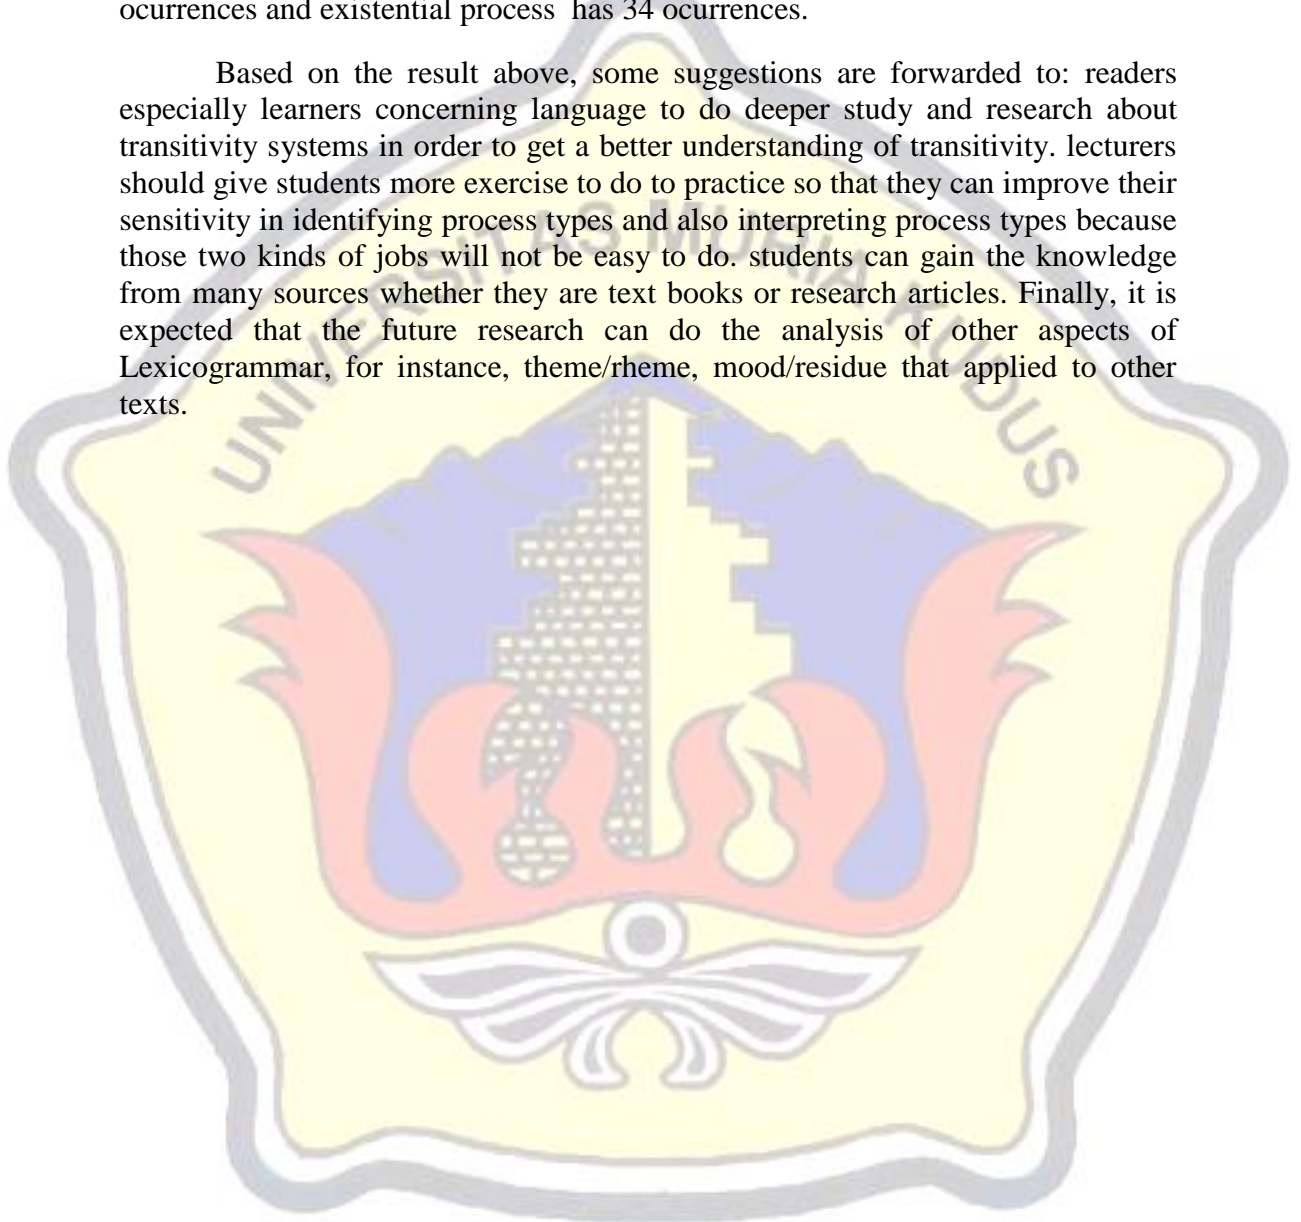 ocurrences and existential process  has 34 ocurrences.
Based on the result above, some suggestions are forwarded to: readers
especially learners concerning language to do deeper study and research about
transitivity systems in order to get a better understanding of transitivity. lecturers
should give students more exercise to do to practice so that they can improve their
sensitivity in identifying process types and also interpreting process types because
those two kinds of jobs will not be easy to do. students can gain the knowledge
from many sources whether they are text books or research articles. Finally, it is
expected that the future research can do the analysis of other aspects of
Lexicogrammar, for instance, theme/rheme, mood/residue that applied to other
texts.
UNIVERSITAS MURIA KUDUS